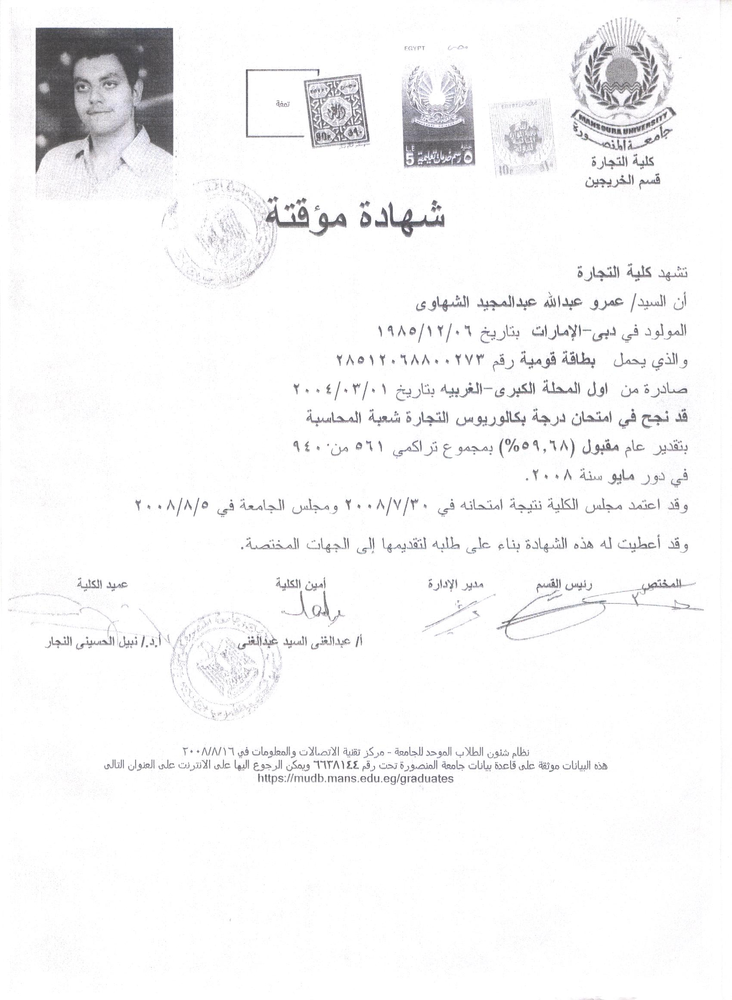 EGYPT مصر
MANSOURA UNIVERSITY
جامعة المنصورة
كلية التجارة
قسم الخريجين
تمغة
EGYPT
L.E 5
جنيه ٥
رسم خدمات تعليمية
شهادة مؤقتة
تشهد كلية التجارة
أن السيد/ عمرو عبدالله عبدالمجيد الشهاوى
المولود في دبى-الإمارات بتاريخ ١٩٨٥/١٢/٠٦
والذي يحمل بطاقة قومية رقم ٢٨٥١٢٠٦٨٨٠٠٢٧٣
صادرة من اول المحلة الكبرى-الغربيه بتاريخ ٢٠٠٤/٠٣/٠١
قد نجح في امتحان درجة بكالوريوس التجارة شعبة المحاسبة
بتقدير عام مقبول (٥٩,٦٨%) بمجموع تراكمي ٥٦١ من ٩٤٠
في دور مايو سنة ٢٠٠٨.
وقد اعتمد مجلس الكلية نتيجة امتحانه في ٢٠٠٨/٧/٣٠ ومجلس الجامعة في ٢٠٠٨/٨/٥
وقد أعطيت له هذه الشهادة بناء على طلبه لتقديمها إلى الجهات المختصة.
المختص رئيس القسم مدير الإدارة أمين الكلية عميد الكلية
أ/ عبدالغنى السيد عبدالغنى أ.د./ نبيل الحسينى النجار
نظام شئون الطلاب الموحد للجامعة - مركز تقنية الاتصالات والمعلومات في ٢٠٠٨/٨/١٦
هذه البيانات موثقة على قاعدة بيانات جامعة المنصورة تحت رقم ٦٦٣٨١٤٤ ويمكن الرجوع اليها على الانترنت على العنوان التالى
https://mudb.mans.edu.eg/graduates